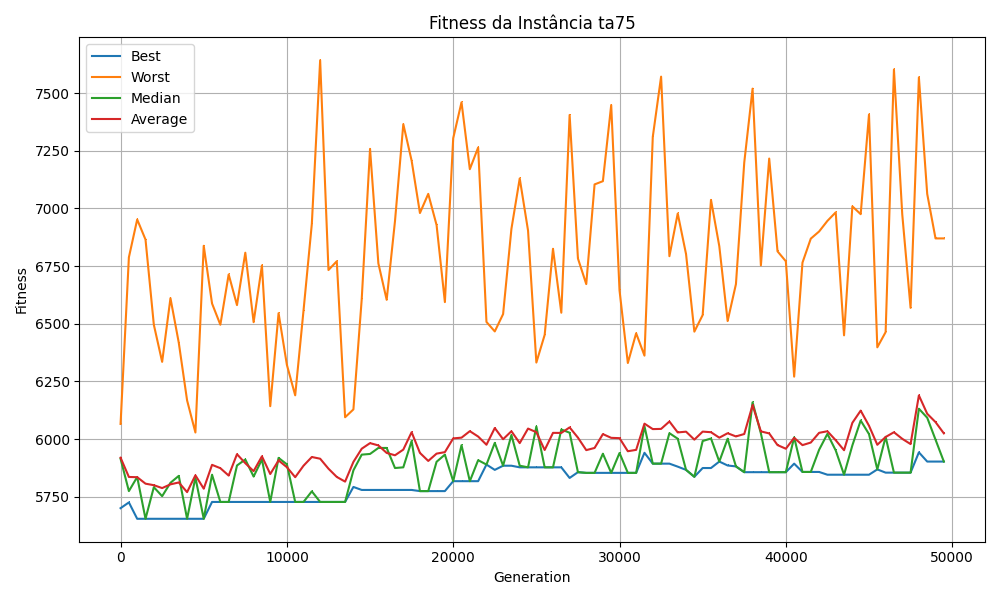 Fitness da Instância ta75
Best
Worst
Median
Average
Fitness
7500
7250
7000
6750
6500
6250
6000
5750
0
10000
20000
30000
40000
50000
Generation